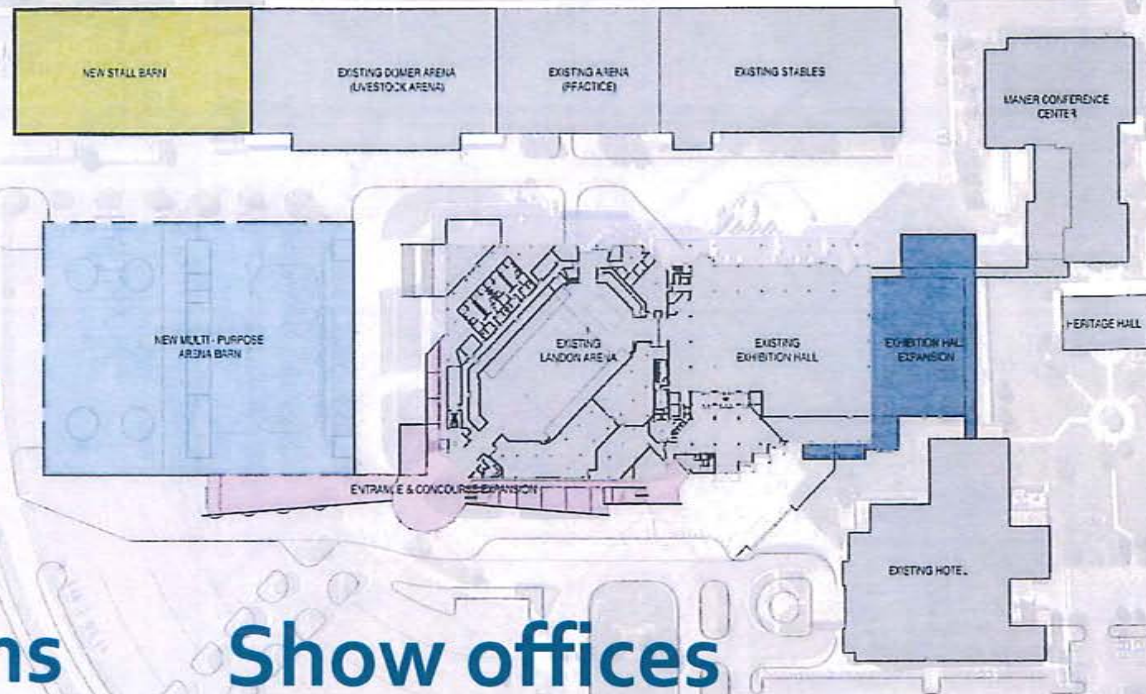 NEW STALL BARN
EXISTING DOMER ARENA
(LIVESTOCK ARENA)
EXISTING ARENA
(PRACTICE)
EXISTING STABLES
MANER CONFERENCE
CENTER
NEW MULTI-PURPOSE
ARENA BARN
EXISTING
LANDON ARENA
EXISTING
EXHIBITION HALL
EXHIBITION HALL
EXPANSION
HERITAGE HALL
ENTRANCE & CONCOURSE EXPANSION
EXISTING HOTEL
ns
Show offices